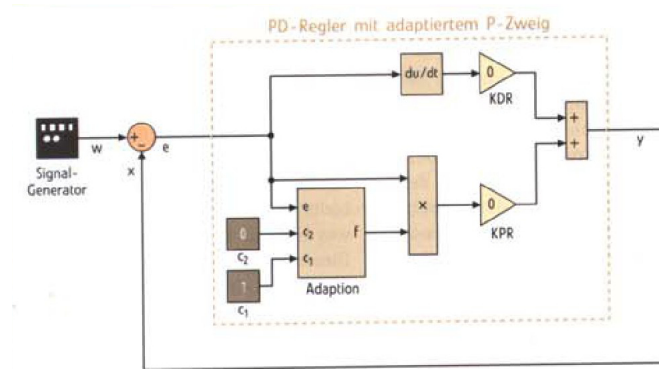 PD-Regler mit adaptiertem P-Zweig
du/dt
0
KDR
+
+
y
Signal-
Generator
w
+
-
x
e
e
c2
c1
f
Adaption
×
0
KPR
0
c2
1
c1